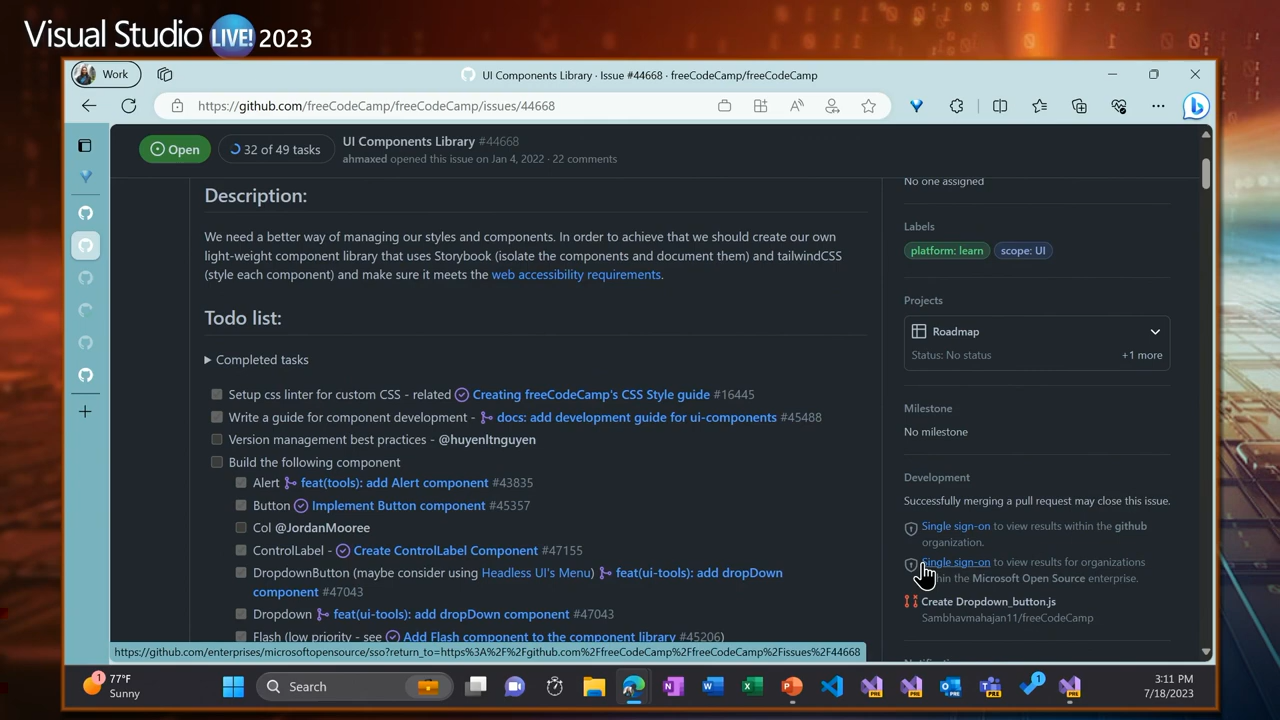 Visual Studio LIVE! 2023
Work
UI Components Library · Issue #44668 · freeCodeCamp/freeCodeCamp
https://github.com/freeCodeCamp/freeCodeCamp/issues/44668
Open
32 of 49 tasks
UI Components Library #44668
ahmaxed opened this issue on Jan 4, 2022 · 22 comments
Description:
We need a better way of managing our styles and components. In order to achieve that we should create our own
light-weight component library that uses Storybook (isolate the components and document them) and tailwindCSS
(style each component) and make sure it meets the web accessibility requirements.
Todo list:
Completed tasks
Setup css linter for custom CSS - related Creating freeCodeCamp's CSS Style guide #16445
Write a guide for component development - docs: add development guide for ui-components #45488
Version management best practices - @huyenltnguyen
Build the following component
Alert feat(tools): add Alert component #43835
Button Implement Button component #45357
Col @JordanMooree
ControlLabel - Create ControlLabel Component #47155
DropdownButton (maybe consider using Headless UI's Menu) feat(ui-tools): add dropDown
component #47043
Dropdown feat(ui-tools): add dropDown component #47043
Flash (low priority - see Add Flash component to the component library #45206)
https://github.com/enterprises/microsoftopensource/sso?return_to=https%3A%2F%2Fgithub.com%2FfreeCodeCamp%2FfreeCodeCamp%2Fissues%2F44668
No one assigned
Labels
platform: learn
scope: UI
Projects
Roadmap
Status: No status
+1 more
Milestone
No milestone
Development
Successfully merging a pull request may close this issue.
Single sign-on to view results within the github
organization.
Single sign-on to view results for organizations
within the Microsoft Open Source enterprise.
Create Dropdown_button.js
Sambhavmahajan11/freeCodeCamp
1
77°F
Sunny
Search
PRE
PRE
PRE
1
PRE
3:11 PM
7/18/2023